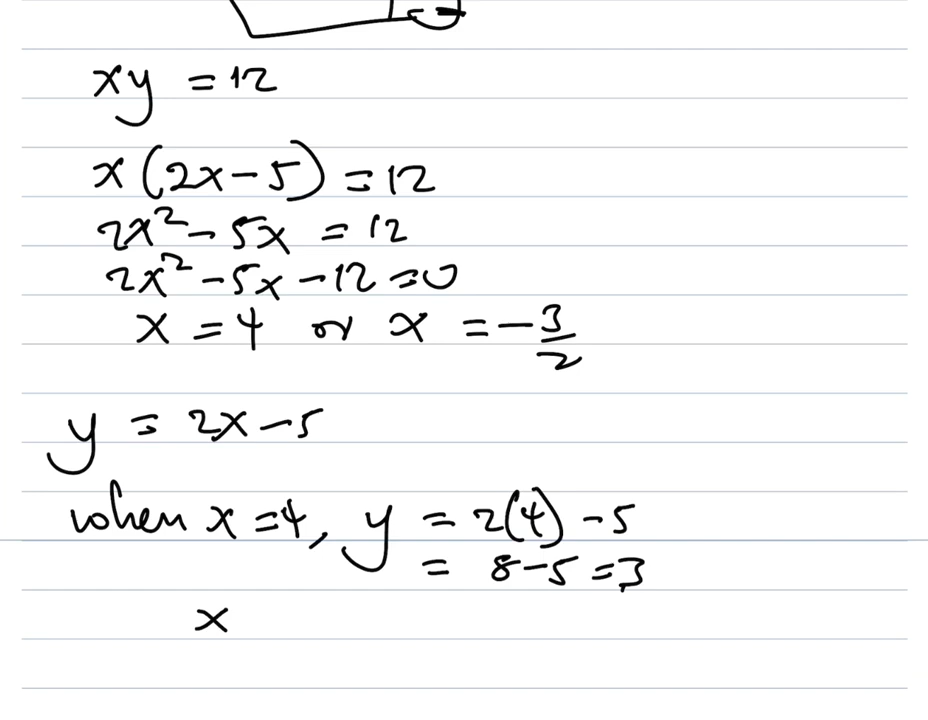 xy = 12
x(2x-5) = 12
2x² - 5x = 12
2x² - 5x - 12 = 0
x = 4 or x = -3/2
y = 2x - 5
when x = 4, y = 2(4) - 5
= 8 - 5 = 3
x